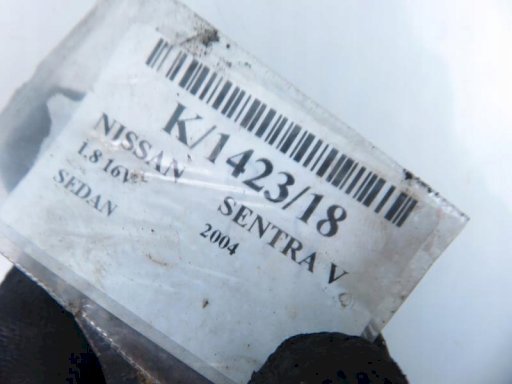 K/1423/18
NISSAN SENTRA V
1.8 16V 2004
SEDAN